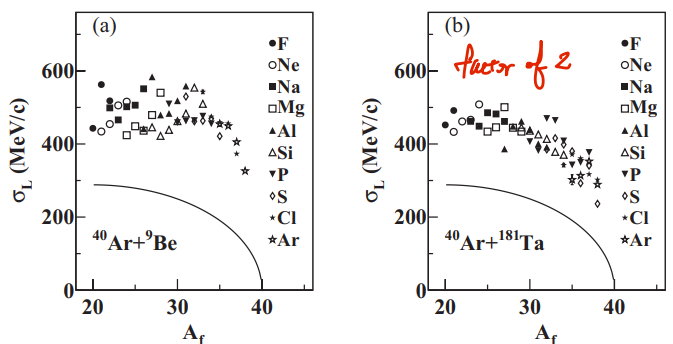 (a)
600
400
200
0
20
30
40
σL (MeV/c)
Af
F
Ne
Na
Mg
Al
Si
P
S
Cl
Ar
40Ar+9Be
(b)
factor of 2
600
400
200
0
20
30
40
σL (MeV/c)
Af
F
Ne
Na
Mg
Al
Si
P
S
Cl
Ar
40Ar+181Ta